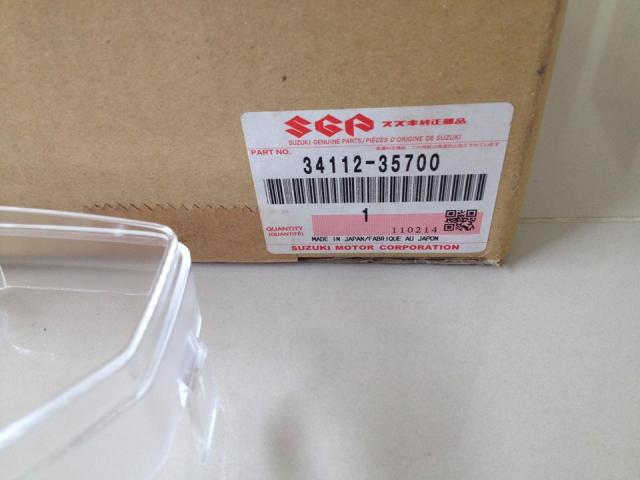 SGP スズキ純正部品
SUZUKI GENUINE PARTS/PIÈCES D'ORIGINE DE SUZUKI
PART NO.
34112-35700
1
QUANTITY
(QUANTITÉ)
110214
MADE IN JAPAN/FABRIQUE AU JAPON
SUZUKI MOTOR CORPORATION